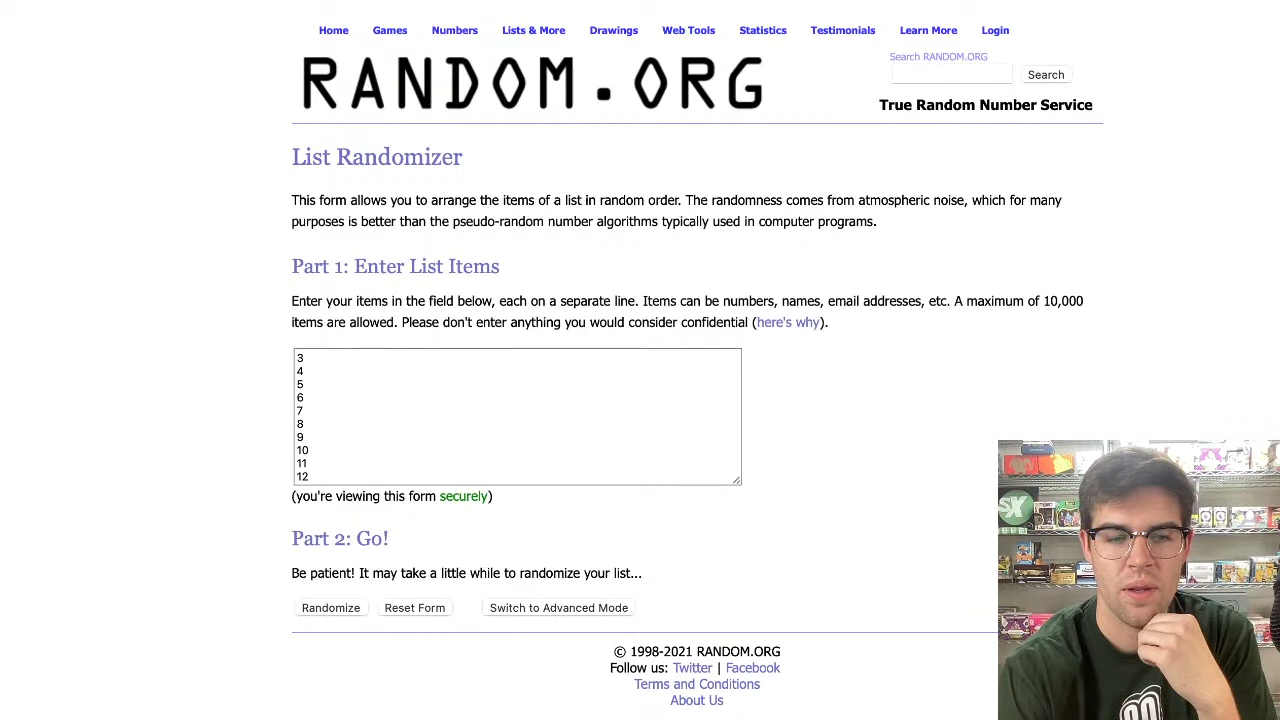 Home Games Numbers Lists & More Drawings Web Tools Statistics Testimonials Learn More Login
RANDOM.ORG
Search RANDOM.ORG
Search
True Random Number Service
List Randomizer
This form allows you to arrange the items of a list in random order. The randomness comes from atmospheric noise, which for many
purposes is better than the pseudo-random number algorithms typically used in computer programs.
Part 1: Enter List Items
Enter your items in the field below, each on a separate line. Items can be numbers, names, email addresses, etc. A maximum of 10,000
items are allowed. Please don't enter anything you would consider confidential (here's why).
3
4
5
6
7
8
9
10
11
12
(you're viewing this form securely)
Part 2: Go!
Be patient! It may take a little while to randomize your list...
Randomize Reset Form Switch to Advanced Mode
© 1998-2021 RANDOM.ORG
Follow us: Twitter | Facebook
Terms and Conditions
About Us
SX